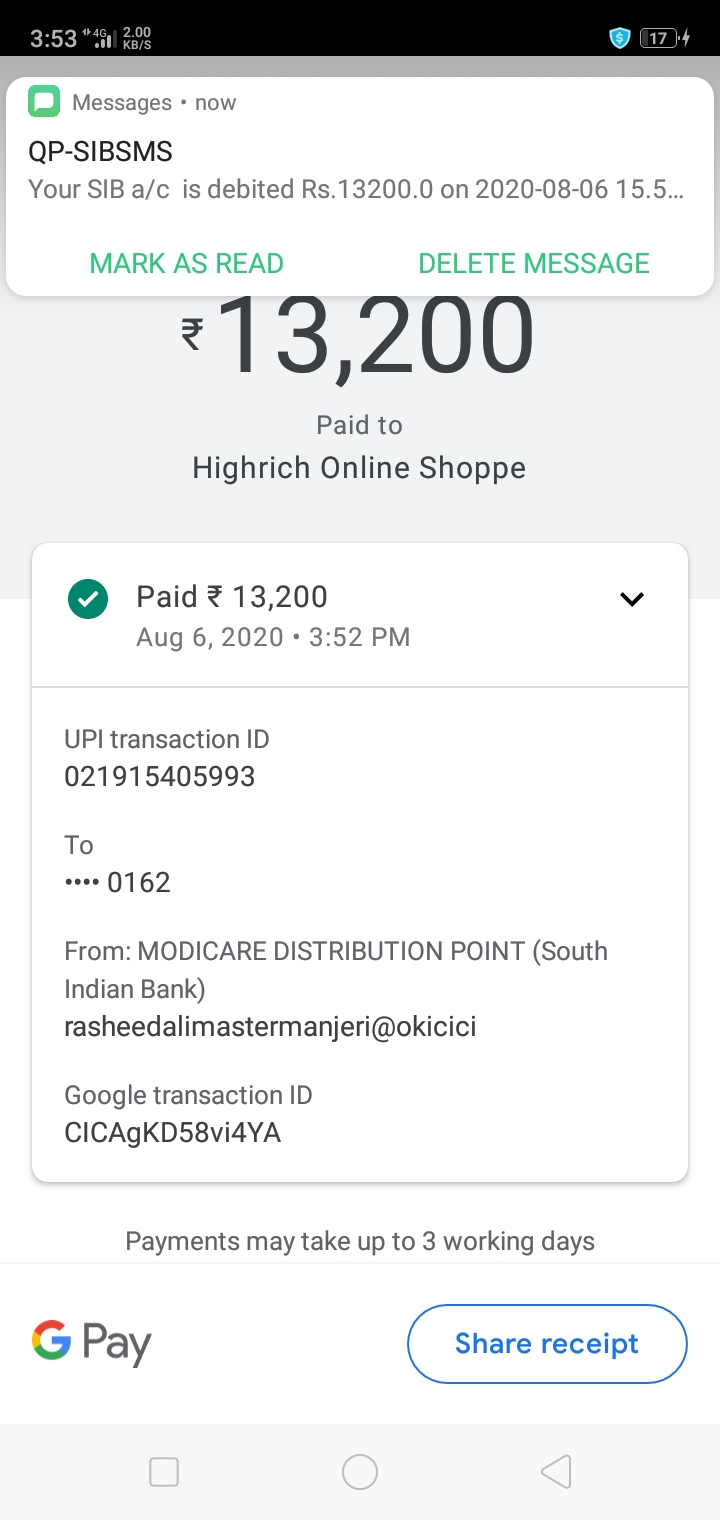 3:53 4G 2.00 KB/S 17
Messages • now
QP-SIBSMS
Your SIB a/c is debited Rs.13200.0 on 2020-08-06 15.5...
MARK AS READ DELETE MESSAGE
₹13,200
Paid to
Highrich Online Shoppe
Paid ₹ 13,200
Aug 6, 2020 • 3:52 PM
UPI transaction ID
021915405993
To
•••• 0162
From: MODICARE DISTRIBUTION POINT (South
Indian Bank)
rasheedalimastermanjeri@okicici
Google transaction ID
CICAgKD58vi4YA
Payments may take up to 3 working days
G Pay Share receipt